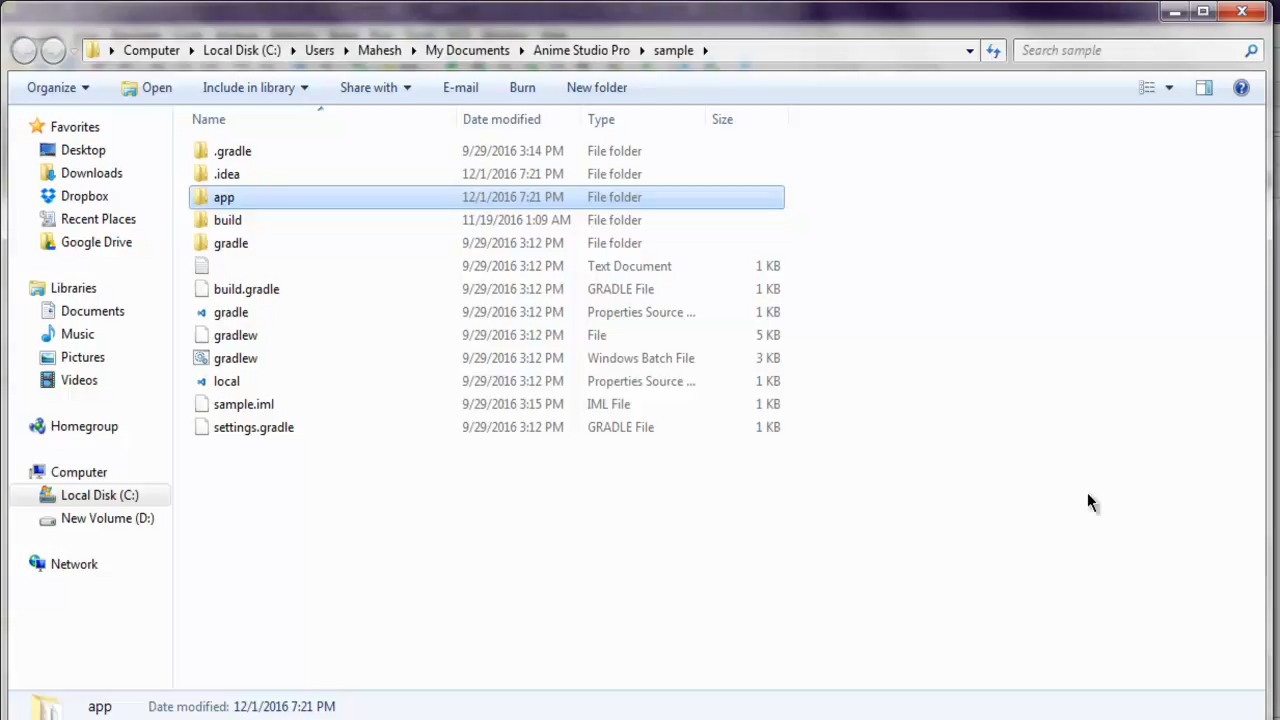 Computer Local Disk (C:) Users Mahesh My Documents Anime Studio Pro sample Search sample
Organize Open Include in library Share with E-mail Burn New folder
Name Date modified Type Size
Favorites
Desktop
Downloads
Dropbox
Recent Places
Google Drive
Libraries
Documents
Music
Pictures
Videos
Homegroup
Computer
Local Disk (C:)
New Volume (D:)
Network
.gradle 9/29/2016 3:14 PM File folder
.idea 12/1/2016 7:21 PM File folder
app 12/1/2016 7:21 PM File folder
build 11/19/2016 1:09 AM File folder
gradle 9/29/2016 3:12 PM File folder
9/29/2016 3:12 PM Text Document 1 KB
build.gradle 9/29/2016 3:12 PM GRADLE File 1 KB
gradle 9/29/2016 3:12 PM Properties Source ... 1 KB
gradlew 9/29/2016 3:12 PM File 5 KB
gradlew 9/29/2016 3:12 PM Windows Batch File 3 KB
local 9/29/2016 3:12 PM Properties Source ... 1 KB
sample.iml 9/29/2016 3:15 PM IML File 1 KB
settings.gradle 9/29/2016 3:12 PM GRADLE File 1 KB
app Date modified: 12/1/2016 7:21 PM